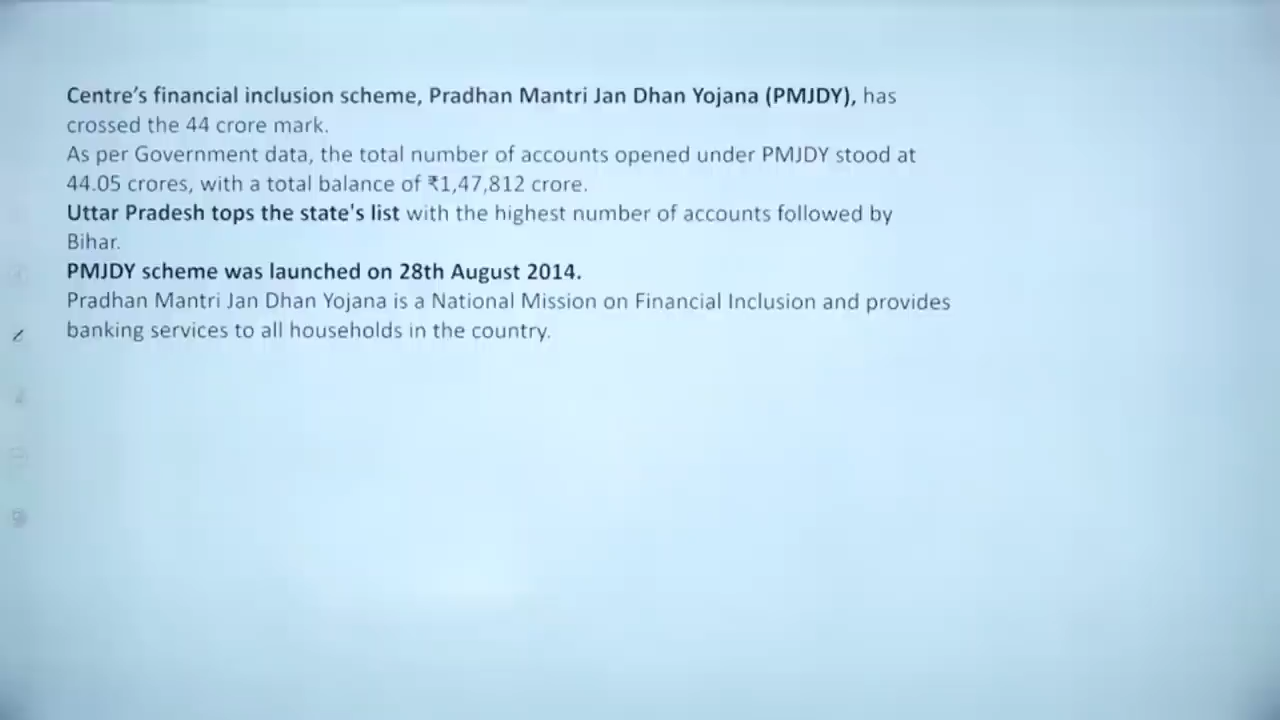 Centre’s financial inclusion scheme, Pradhan Mantri Jan Dhan Yojana (PMJDY), has
crossed the 44 crore mark.
As per Government data, the total number of accounts opened under PMJDY stood at
44.05 crores, with a total balance of ₹1,47,812 crore.
Uttar Pradesh tops the state's list with the highest number of accounts followed by
Bihar.
PMJDY scheme was launched on 28th August 2014.
Pradhan Mantri Jan Dhan Yojana is a National Mission on Financial Inclusion and provides
banking services to all households in the country.